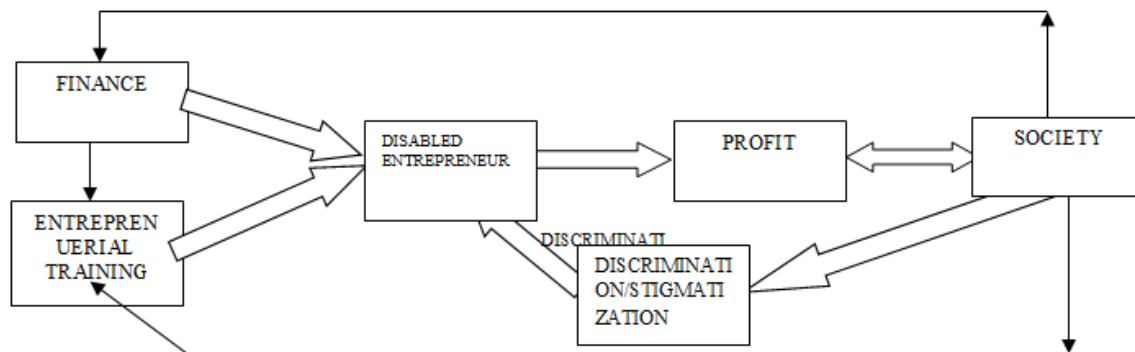 FINANCE
DISABLED
ENTREPRENEUR
PROFIT
SOCIETY
ENTREPREN
UERIAL
TRAINING
DISCRIMINATI
DISCRIMINATI
ON/STIGMATI
ZATION